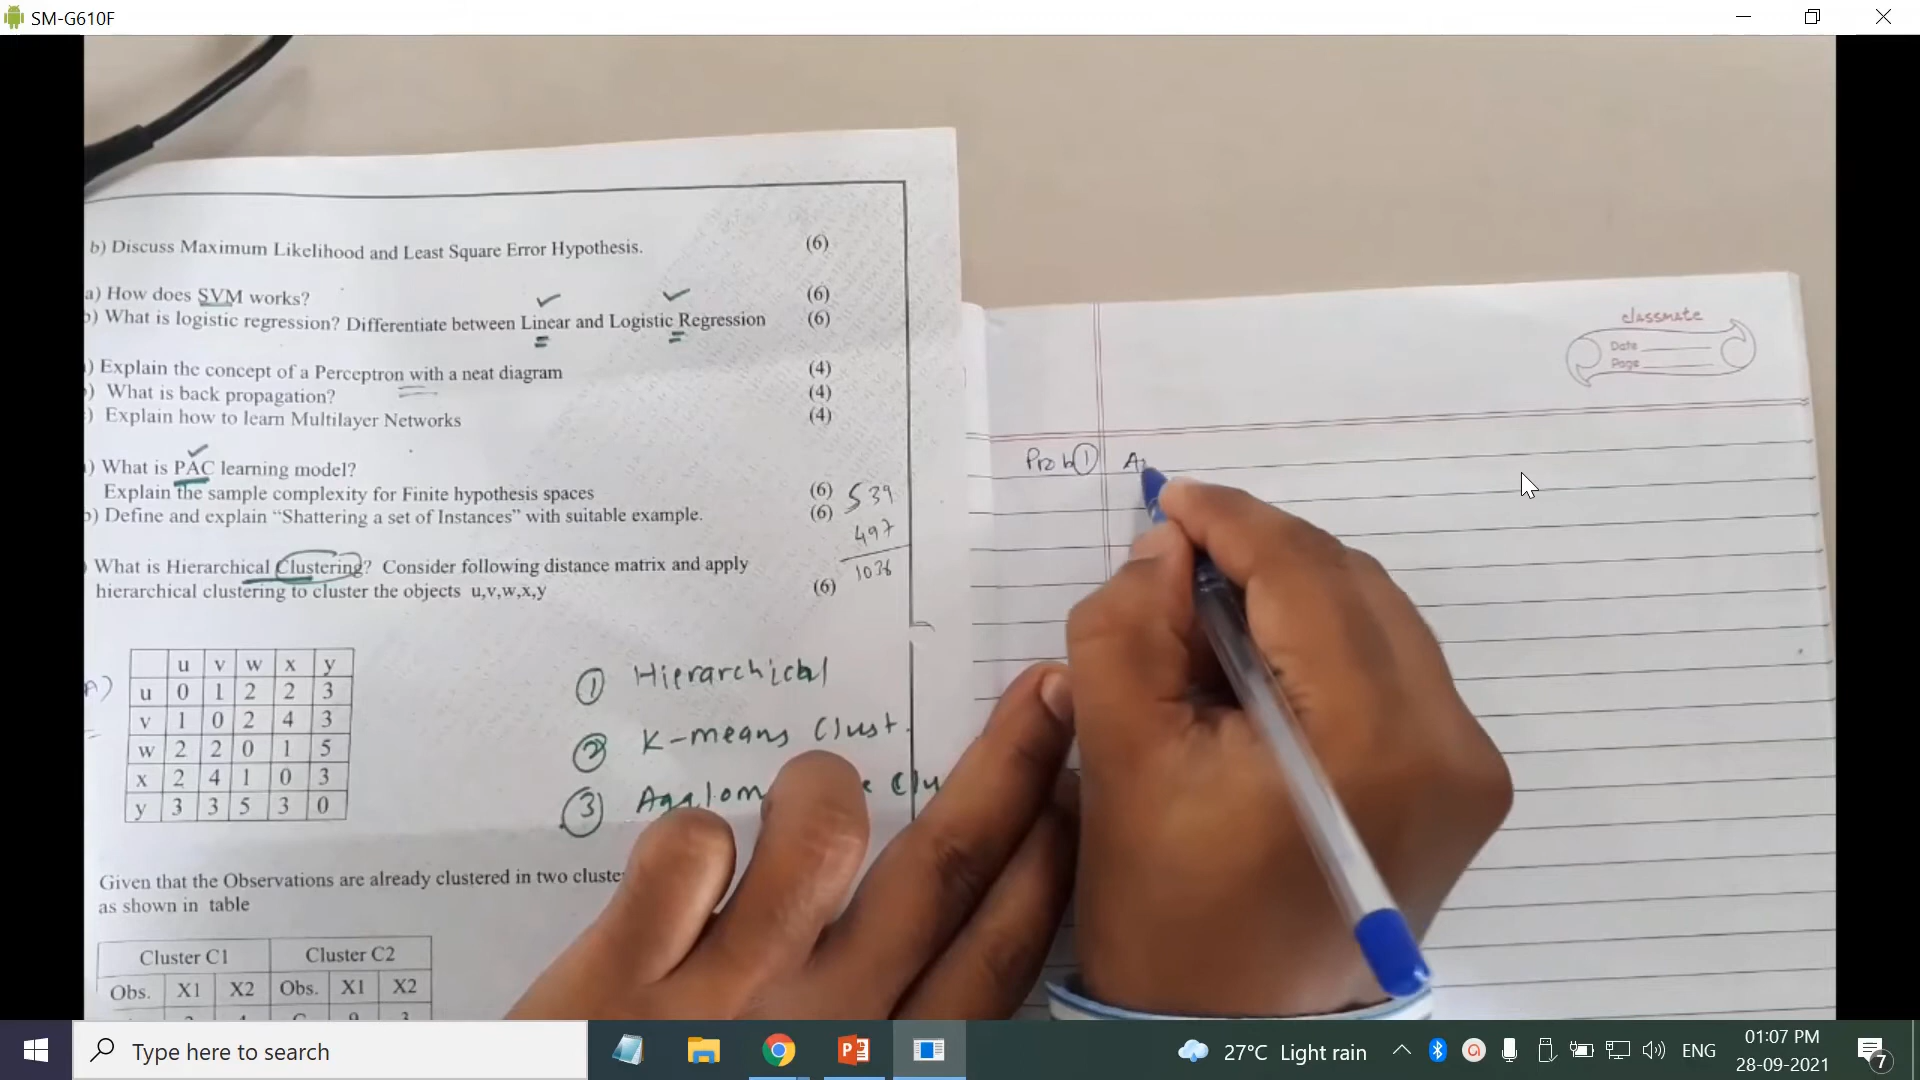 SM-G610F
b) Discuss Maximum Likelihood and Least Square Error Hypothesis. (6)
a) How does SVM works? (6)
b) What is logistic regression? Differentiate between Linear and Logistic Regression (6)
) Explain the concept of a Perceptron with a neat diagram (4)
) What is back propagation? (4)
) Explain how to learn Multilayer Networks (4)
) What is PAC learning model?
Explain the sample complexity for Finite hypothesis spaces (6)
b) Define and explain "Shattering a set of Instances" with suitable example. (6)
539
497
1036
What is Hierarchical Clustering? Consider following distance matrix and apply
hierarchical clustering to cluster the objects u,v,w,x,y (6)
A)
u v w x y
u 0 1 2 2 3
v 1 0 2 4 3
w 2 2 0 1 5
x 2 4 1 0 3
y 3 3 5 3 0
① Hierarchical
② K-means Clust.
③ Agglom Clu
Given that the Observations are already clustered in two cluste
as shown in table
Cluster C1 Cluster C2
Obs. X1 X2 Obs. X1 X2
classmate
Date
Page
Prob ①
Type here to search
27°C Light rain
ENG
01:07 PM
28-09-2021
7